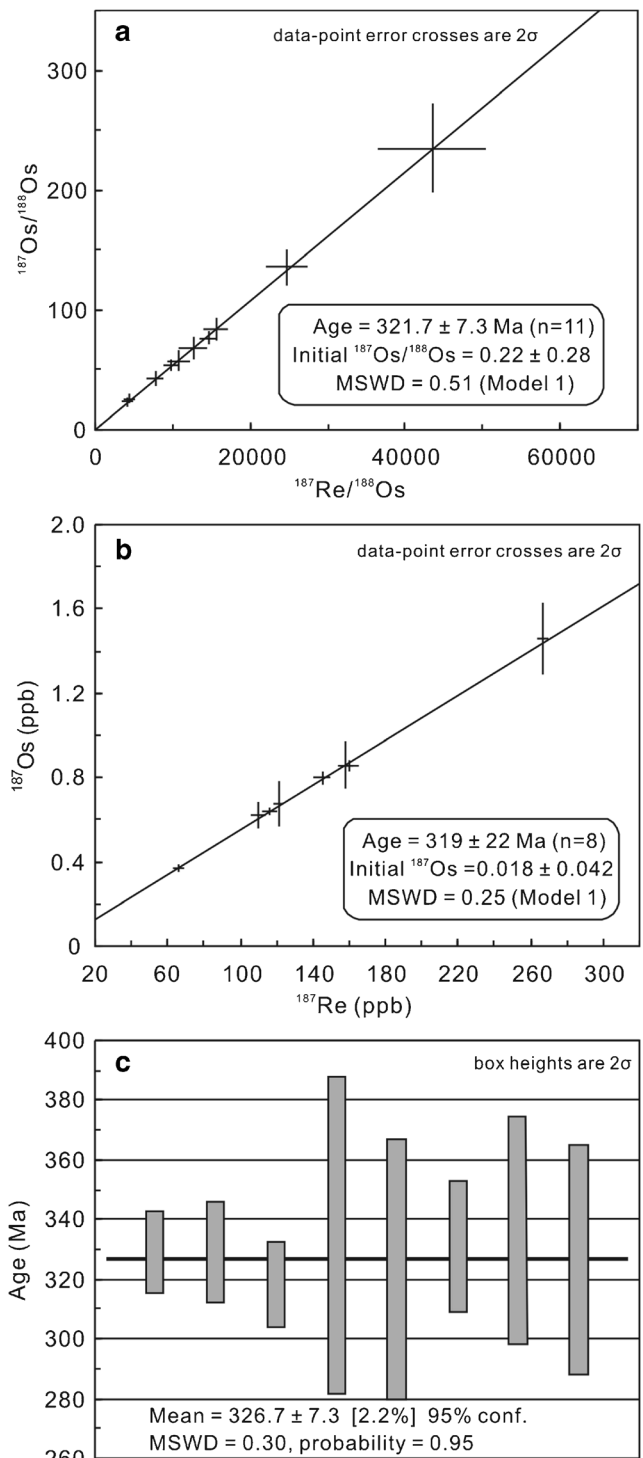 a
data-point error crosses are 2σ
300
200
100
0
¹⁸⁷Os/¹⁸⁸Os
Age = 321.7 ± 7.3 Ma (n=11)
Initial ¹⁸⁷Os/¹⁸⁸Os = 0.22 ± 0.28
MSWD = 0.51 (Model 1)
0 20000 40000 60000
¹⁸⁷Re/¹⁸⁸Os
b
data-point error crosses are 2σ
2.0
1.6
1.2
0.8
0.4
0
¹⁸⁷Os (ppb)
Age = 319 ± 22 Ma (n=8)
Initial ¹⁸⁷Os =0.018 ± 0.042
MSWD = 0.25 (Model 1)
20 60 100 140 180 220 260 300
¹⁸⁷Re (ppb)
c
box heights are 2σ
400
380
360
340
320
300
280
260
Age (Ma)
Mean = 326.7 ± 7.3 [2.2%] 95% conf.
MSWD = 0.30, probability = 0.95